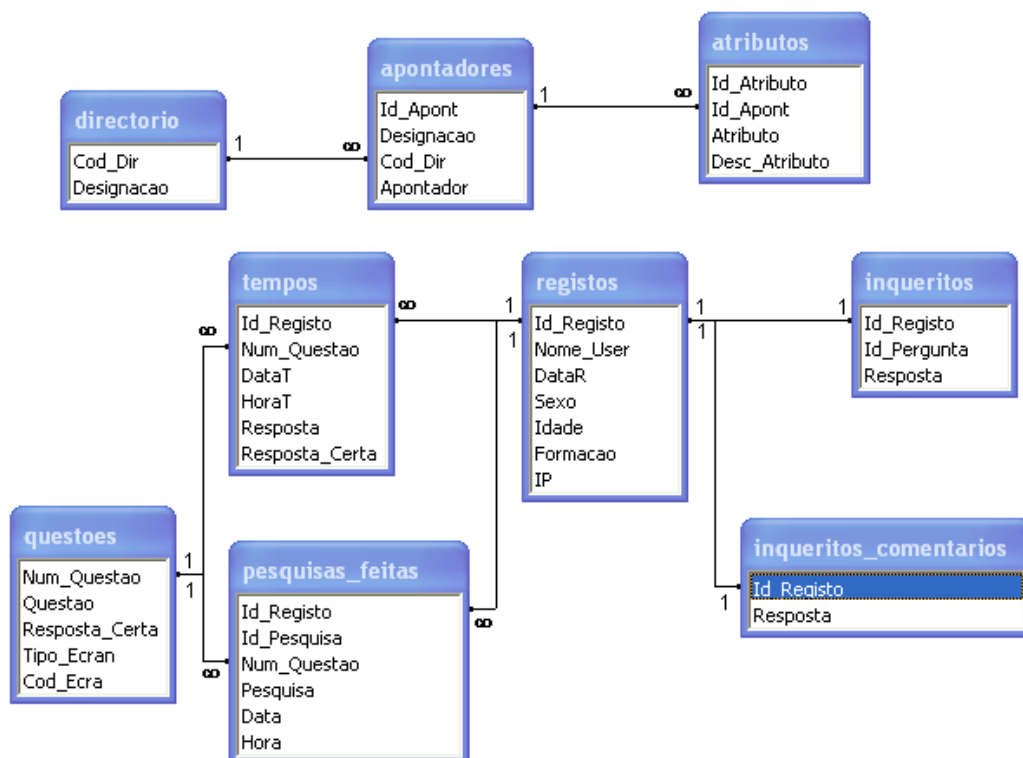 directorio
Cod_Dir
Designacao
1
∞
apontadores
Id_Apont
Designacao
Cod_Dir
Apontador
1
∞
atributos
Id_Atributo
Id_Apont
Atributo
Desc_Atributo
tempos
Id_Registo
Num_Questao
DataT
HoraT
Resposta
Resposta_Certa
∞
∞
1
1
registos
Id_Registo
Nome_User
DataR
Sexo
Idade
Formacao
IP
1
1
1
inqueritos
Id_Registo
Id_Pergunta
Resposta
questoes
Num_Questao
Questao
Resposta_Certa
Tipo_Ecran
Cod_Ecra
1
1
∞
pesquisas_feitas
Id_Registo
Id_Pesquisa
Num_Questao
Pesquisa
Data
Hora
∞
1
inqueritos_comentarios
Id_Registo
Resposta